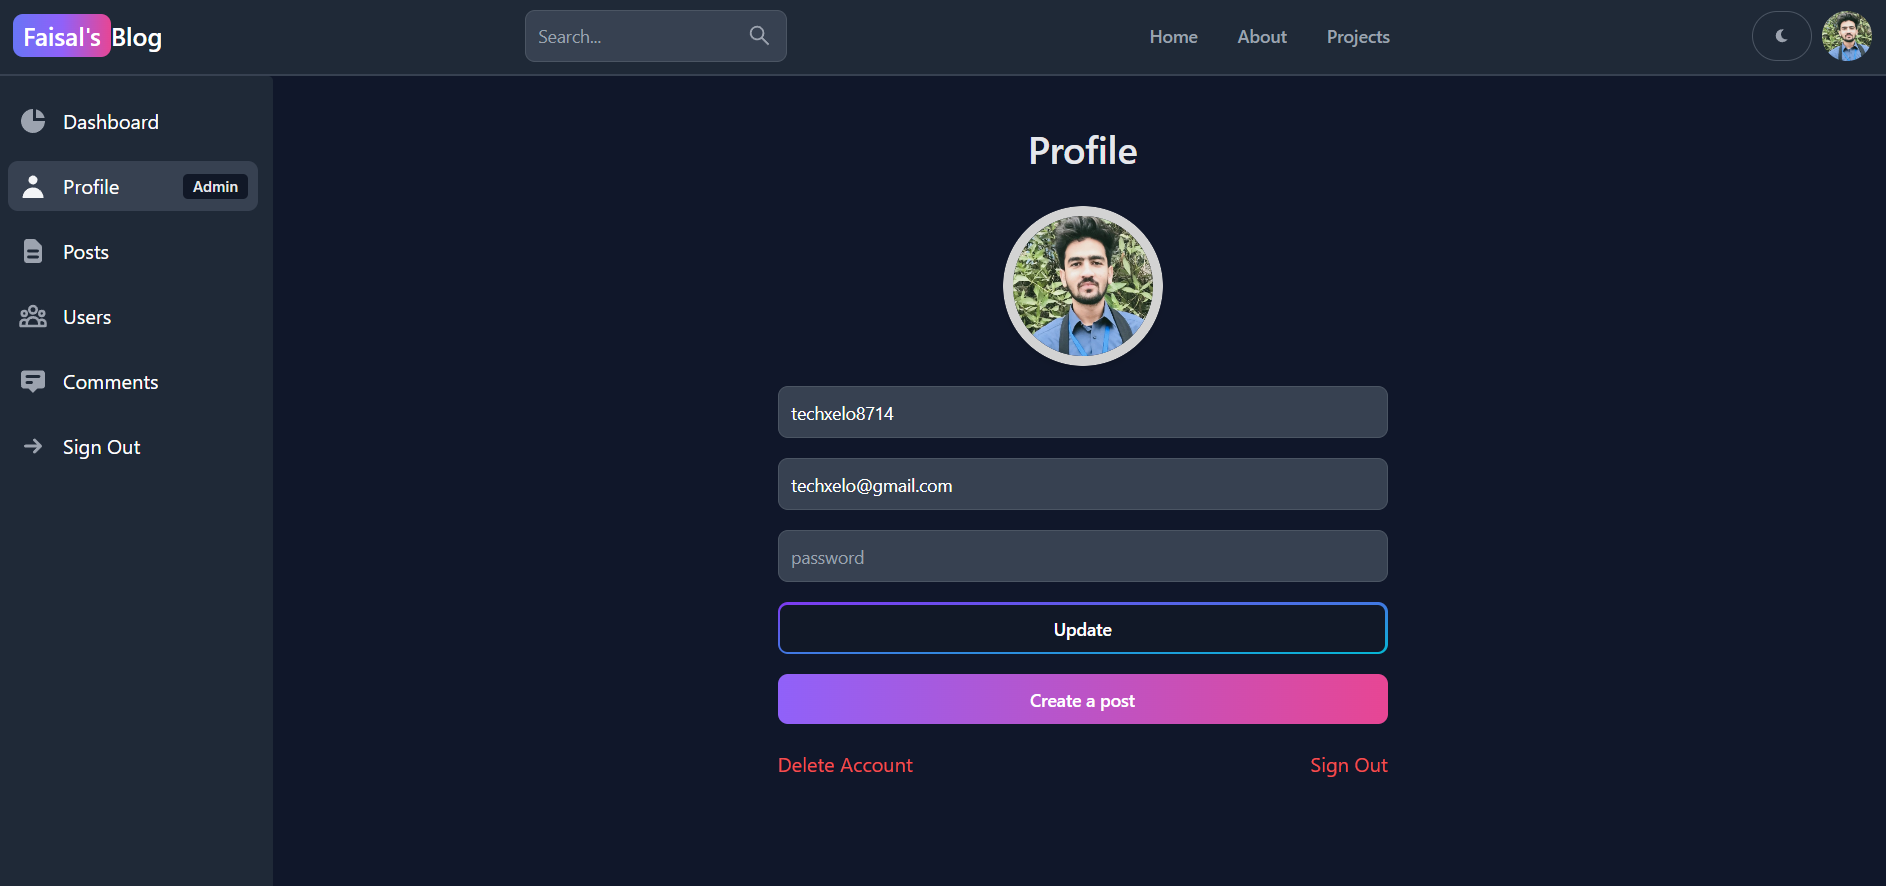 Faisal's Blog
Search...
Home About Projects
Dashboard
Profile Admin
Posts
Users
Comments
Sign Out
Profile
techxelo8714
techxelo@gmail.com
password
Update
Create a post
Delete Account Sign Out